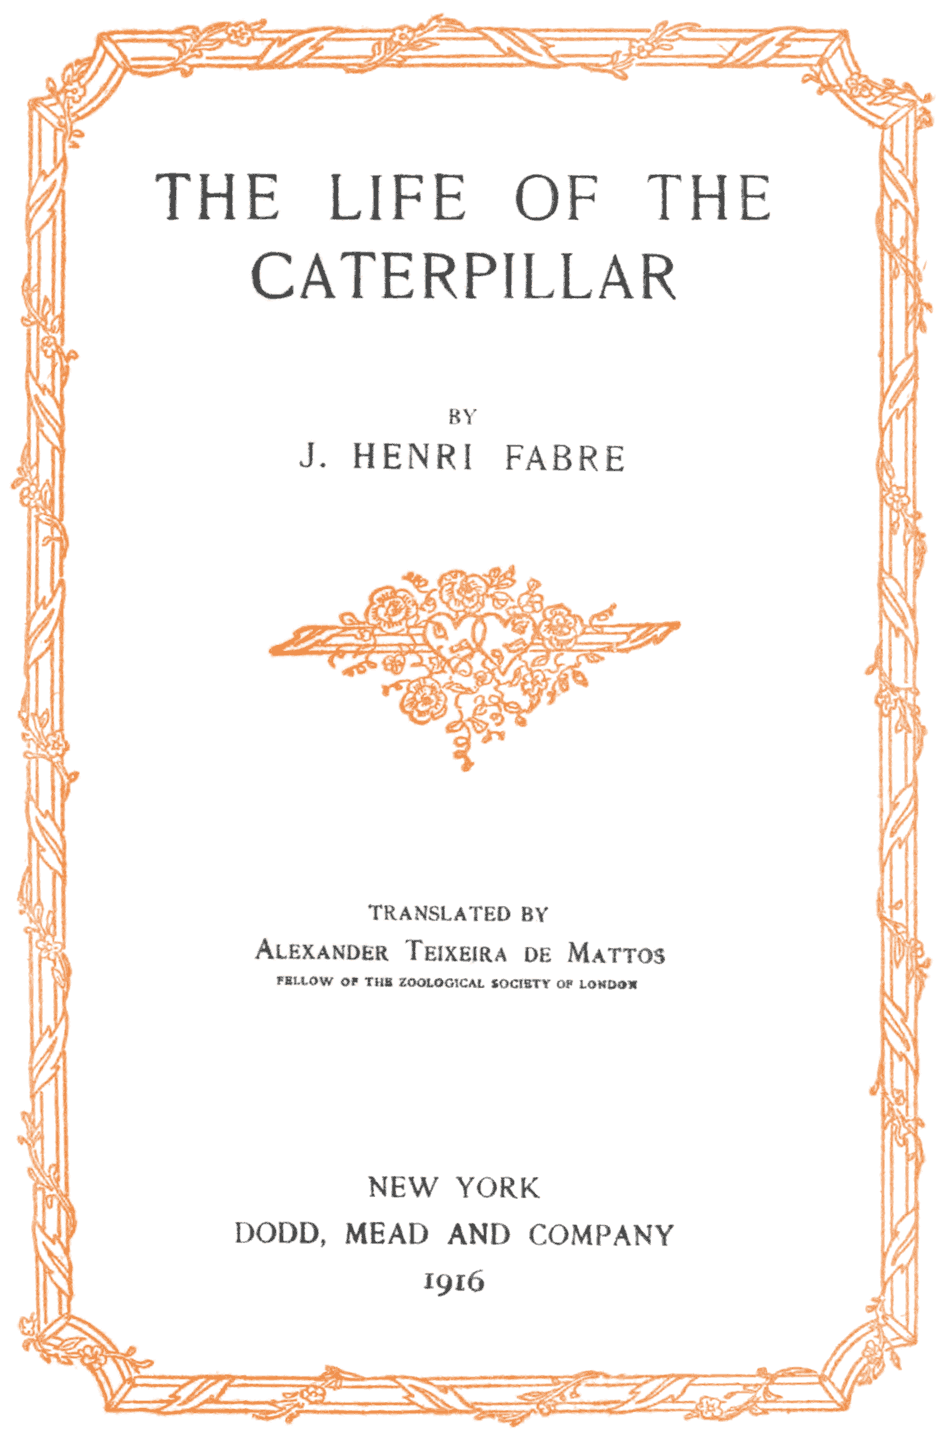 THE LIFE OF THE
CATERPILLAR
BY
J. HENRI FABRE
TRANSLATED BY
ALEXANDER TEIXEIRA DE MATTOS
FELLOW OF THE ZOOLOGICAL SOCIETY OF LONDON
NEW YORK
DODD, MEAD AND COMPANY
1916